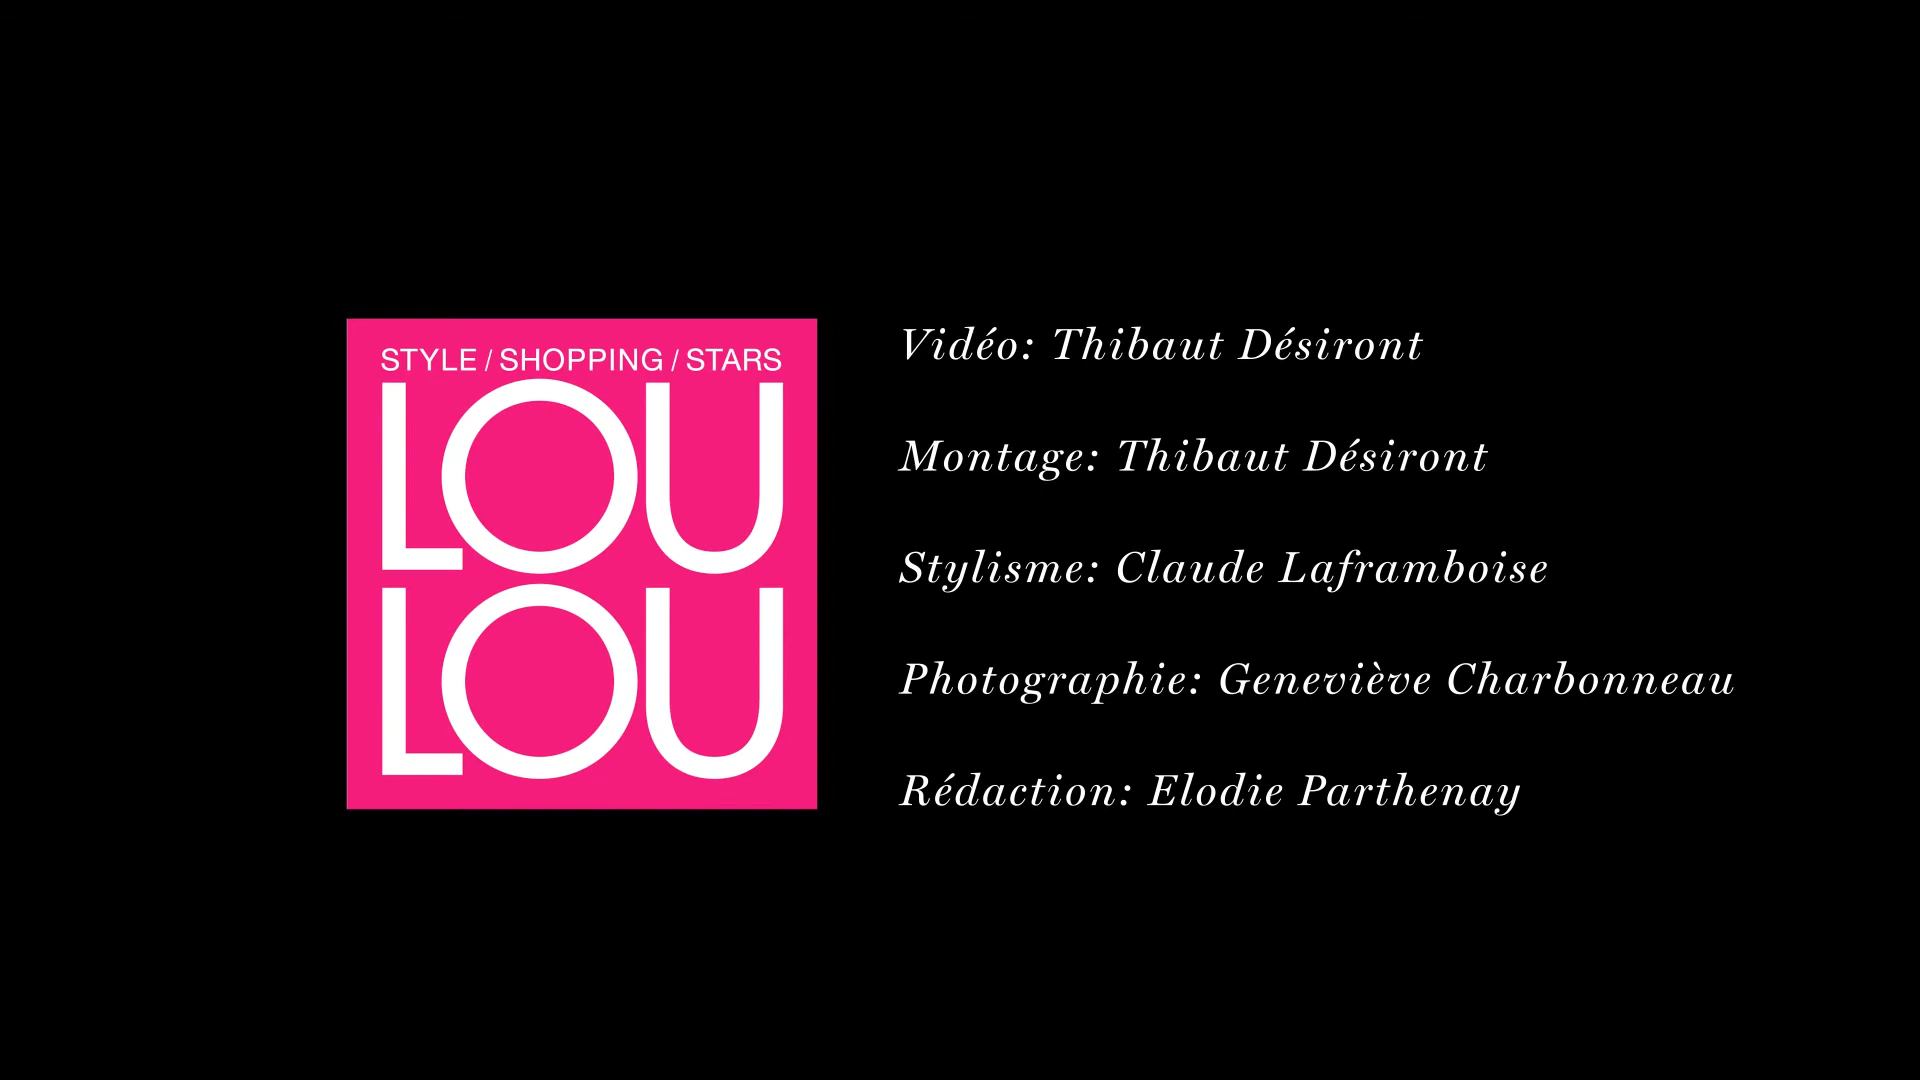 STYLE / SHOPPING / STARS
LOU
LOU
Vidéo: Thibaut Désiront
Montage: Thibaut Désiront
Stylisme: Claude Laframboise
Photographie: Geneviève Charbonneau
Rédaction: Elodie Parthenay